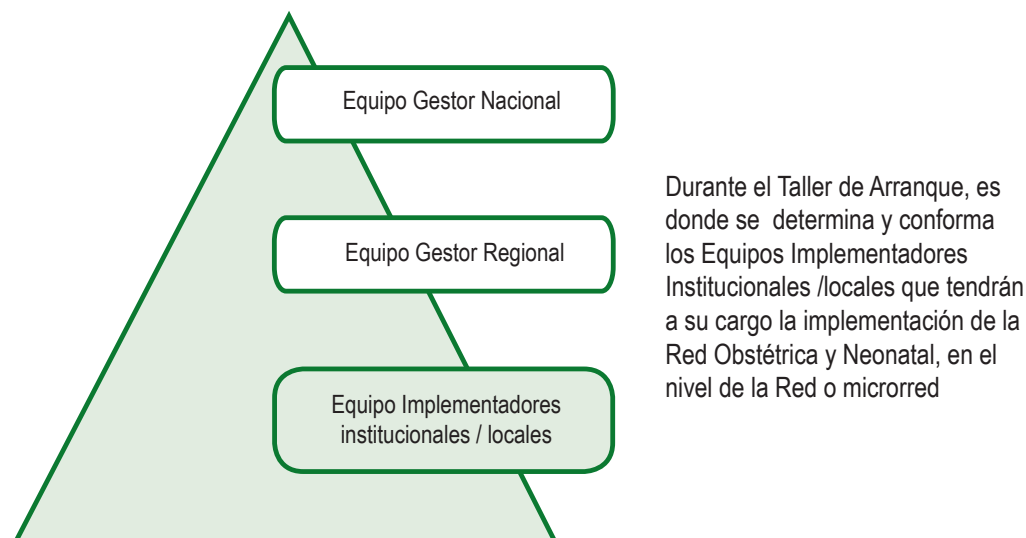 Equipo Gestor Nacional
Equipo Gestor Regional
Equipo Implementadores
institucionales / locales
Durante el Taller de Arranque, es
donde se determina y conforma
los Equipos Implementadores
Institucionales /locales que tendrán
a su cargo la implementación de la
Red Obstétrica y Neonatal, en el
nivel de la Red o microrred